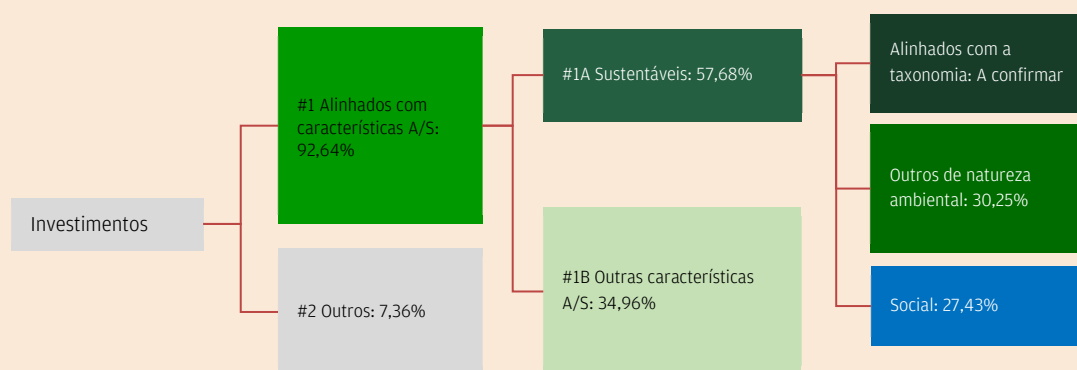 Investimentos
#1 Alinhados com
características A/S:
92,64%
#2 Outros: 7,36%
#1A Sustentáveis: 57,68%
#1B Outras características
A/S: 34,96%
Alinhados com a
taxonomia: A confirmar
Outros de natureza
ambiental: 30,25%
Social: 27,43%